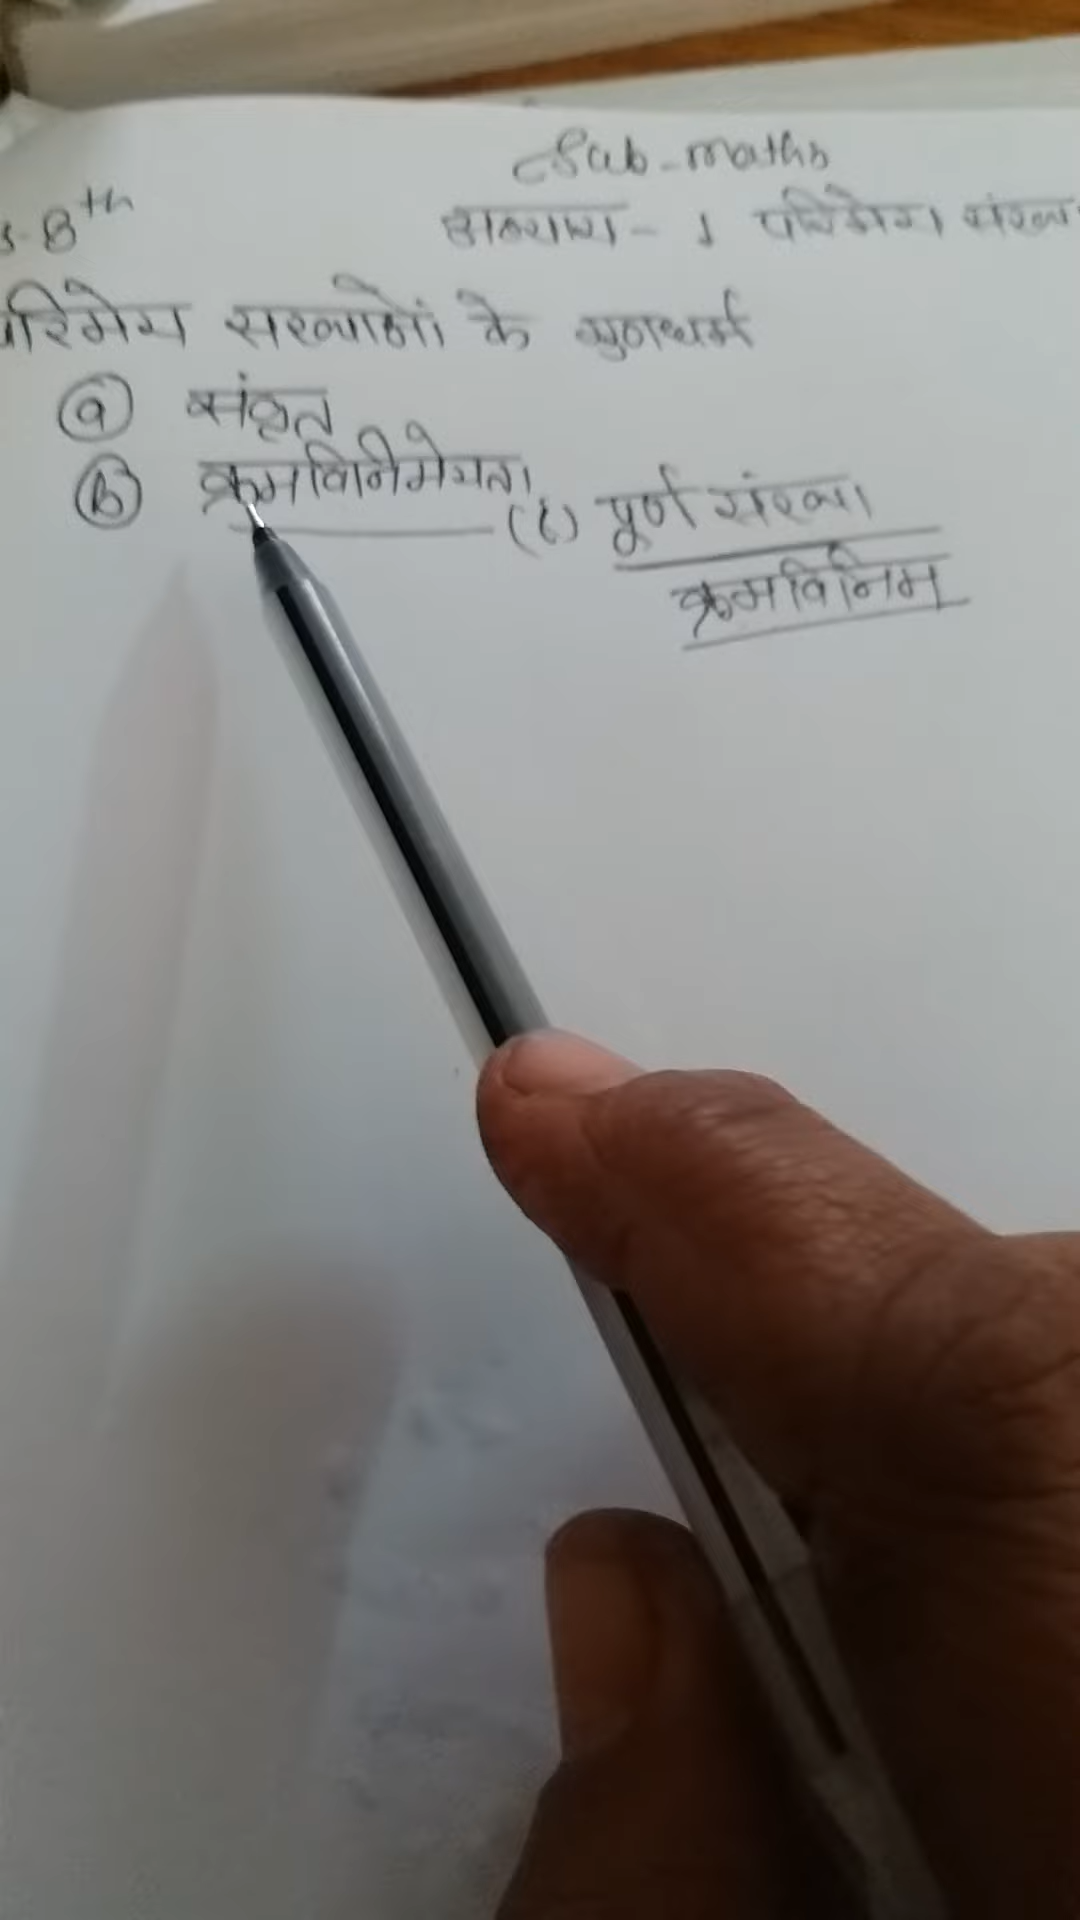 Sub-maths
8th
अध्याय - 1 परिमेय संख्या
परिमेय संख्याओं के गुणधर्म
(a) संवृत
(b) क्रमविनिमेयता
(i) पूर्ण संख्या
क्रमविनिम